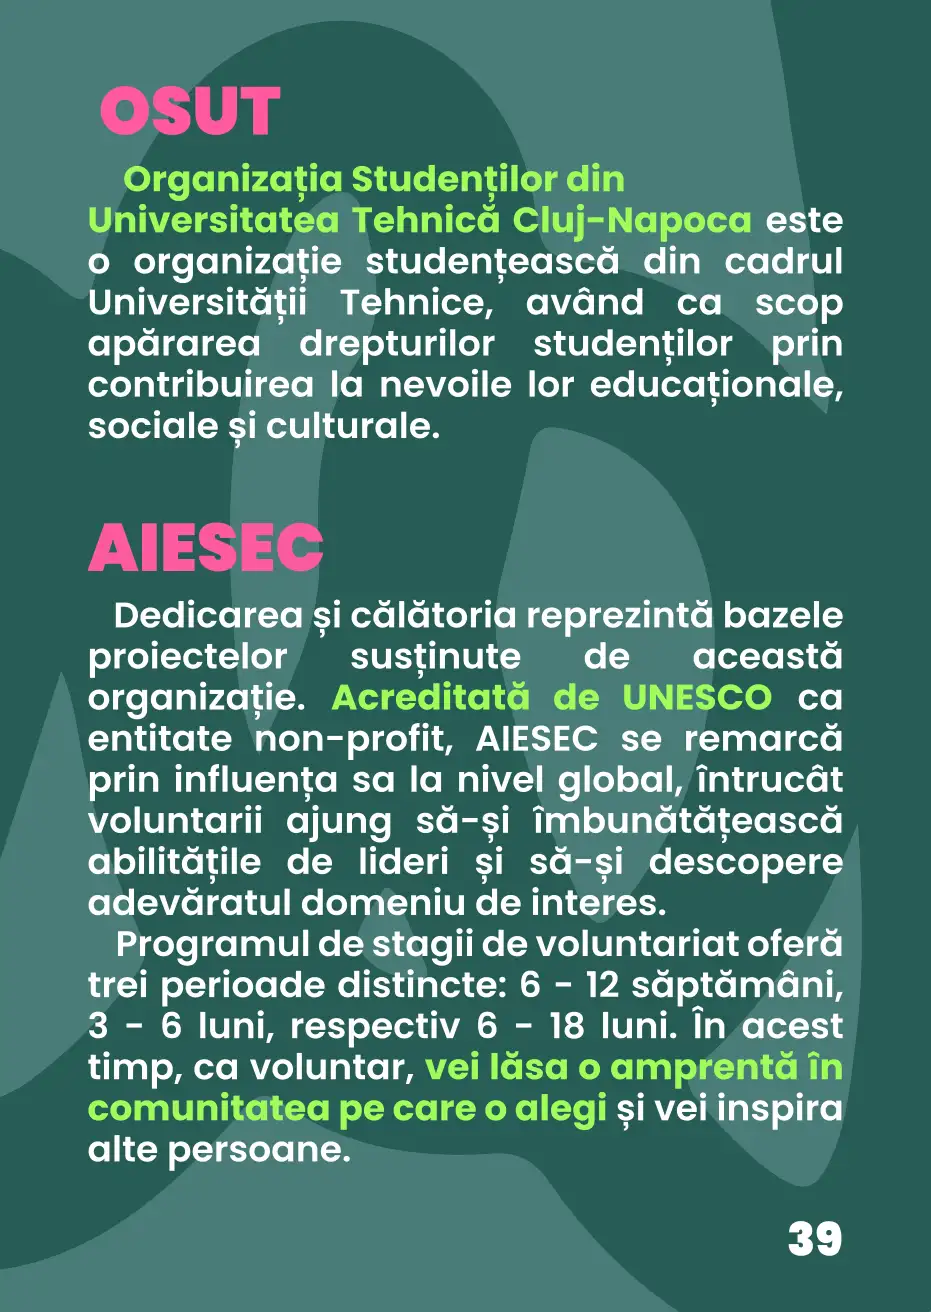 OSUT
Organizația Studenților din
Universitatea Tehnică Cluj-Napoca este
o organizație studențească din cadrul
Universității Tehnice, având ca scop
apărarea drepturilor studenților prin
contribuirea la nevoile lor educaționale,
sociale și culturale.
AIESEC
Dedicarea și călătoria reprezintă bazele
proiectelor susținute de această
organizație. Acreditată de UNESCO ca
entitate non-profit, AIESEC se remarcă
prin influența sa la nivel global, întrucât
voluntarii ajung să-și îmbunătățească
abilitățile de lideri și să-și descopere
adevăratul domeniu de interes.
Programul de stagii de voluntariat oferă
trei perioade distincte: 6 - 12 săptămâni,
3 - 6 luni, respectiv 6 - 18 luni. În acest
timp, ca voluntar, vei lăsa o amprentă în
comunitatea pe care o alegi și vei inspira
alte persoane.
39